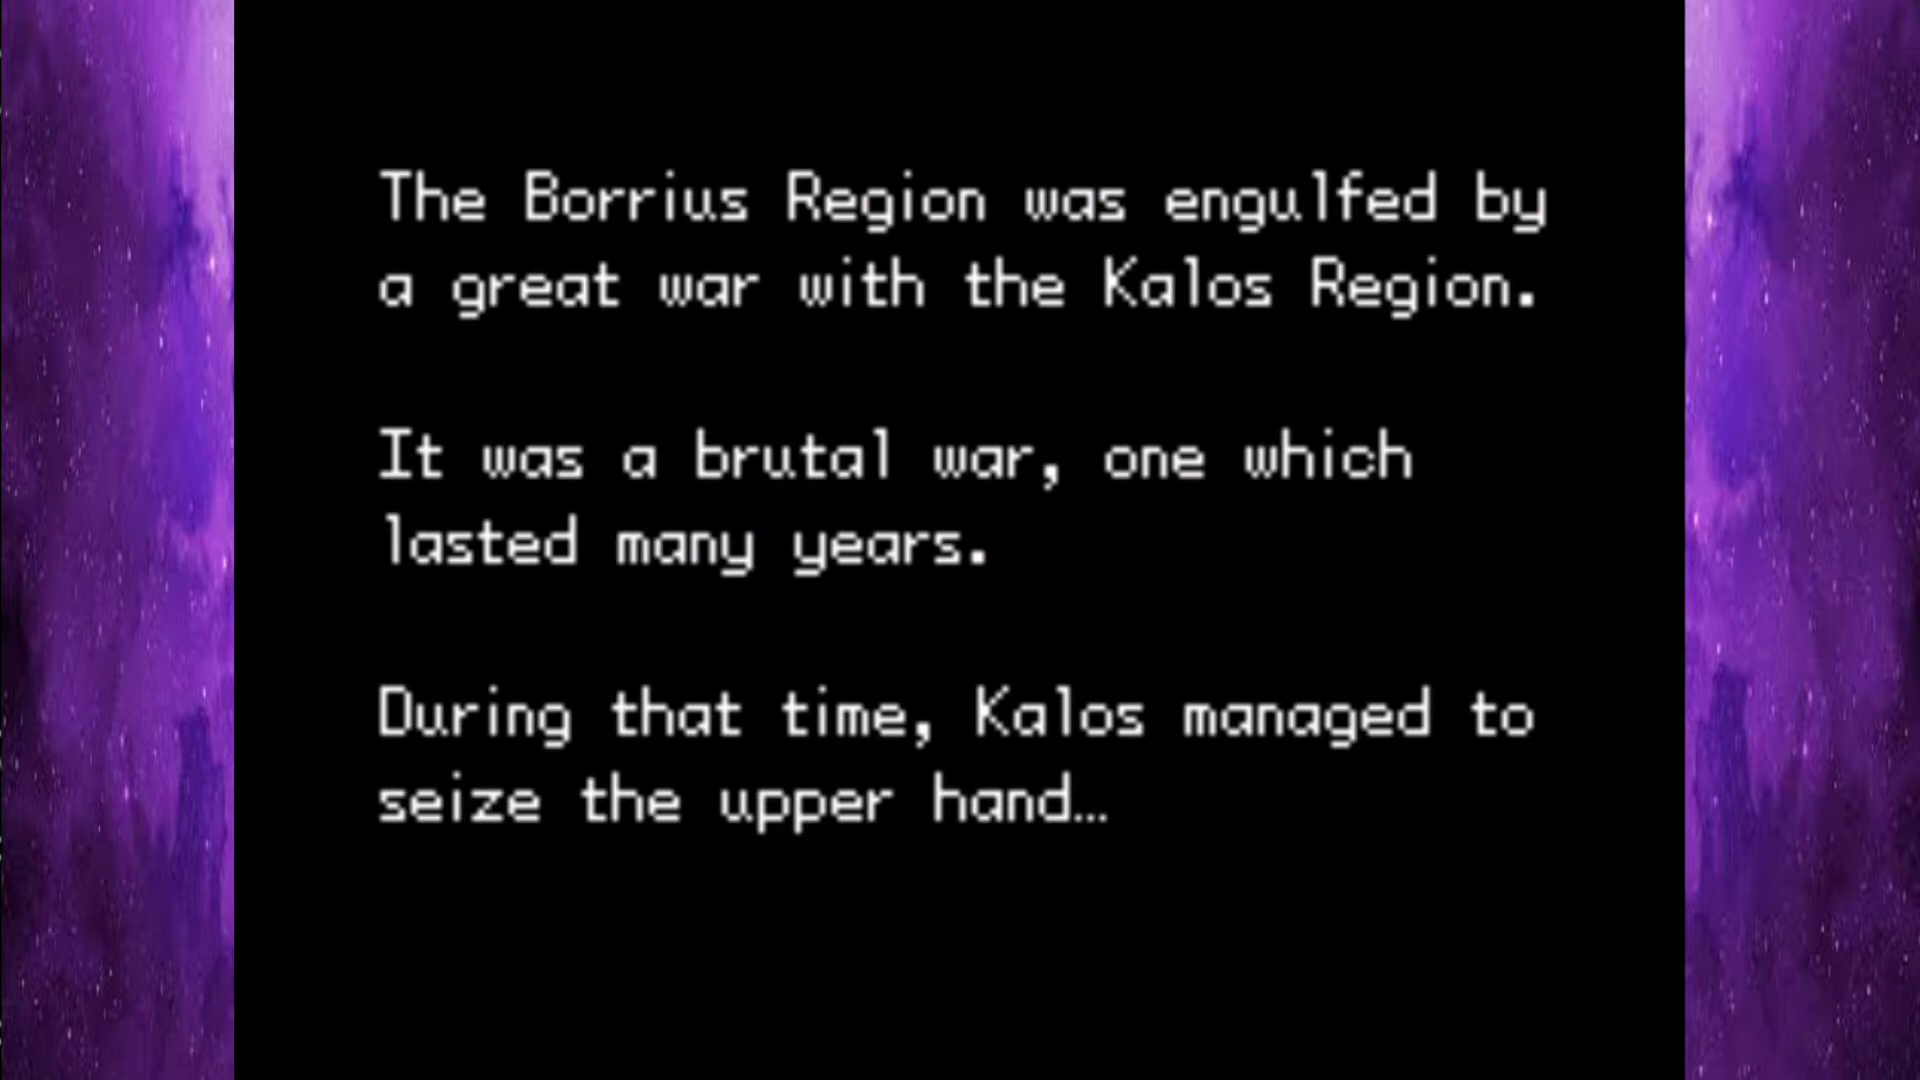 The Borrius Region was engulfed by
a great war with the Kalos Region.
It was a brutal war, one which
lasted many years.
During that time, Kalos managed to
seize the upper hand…